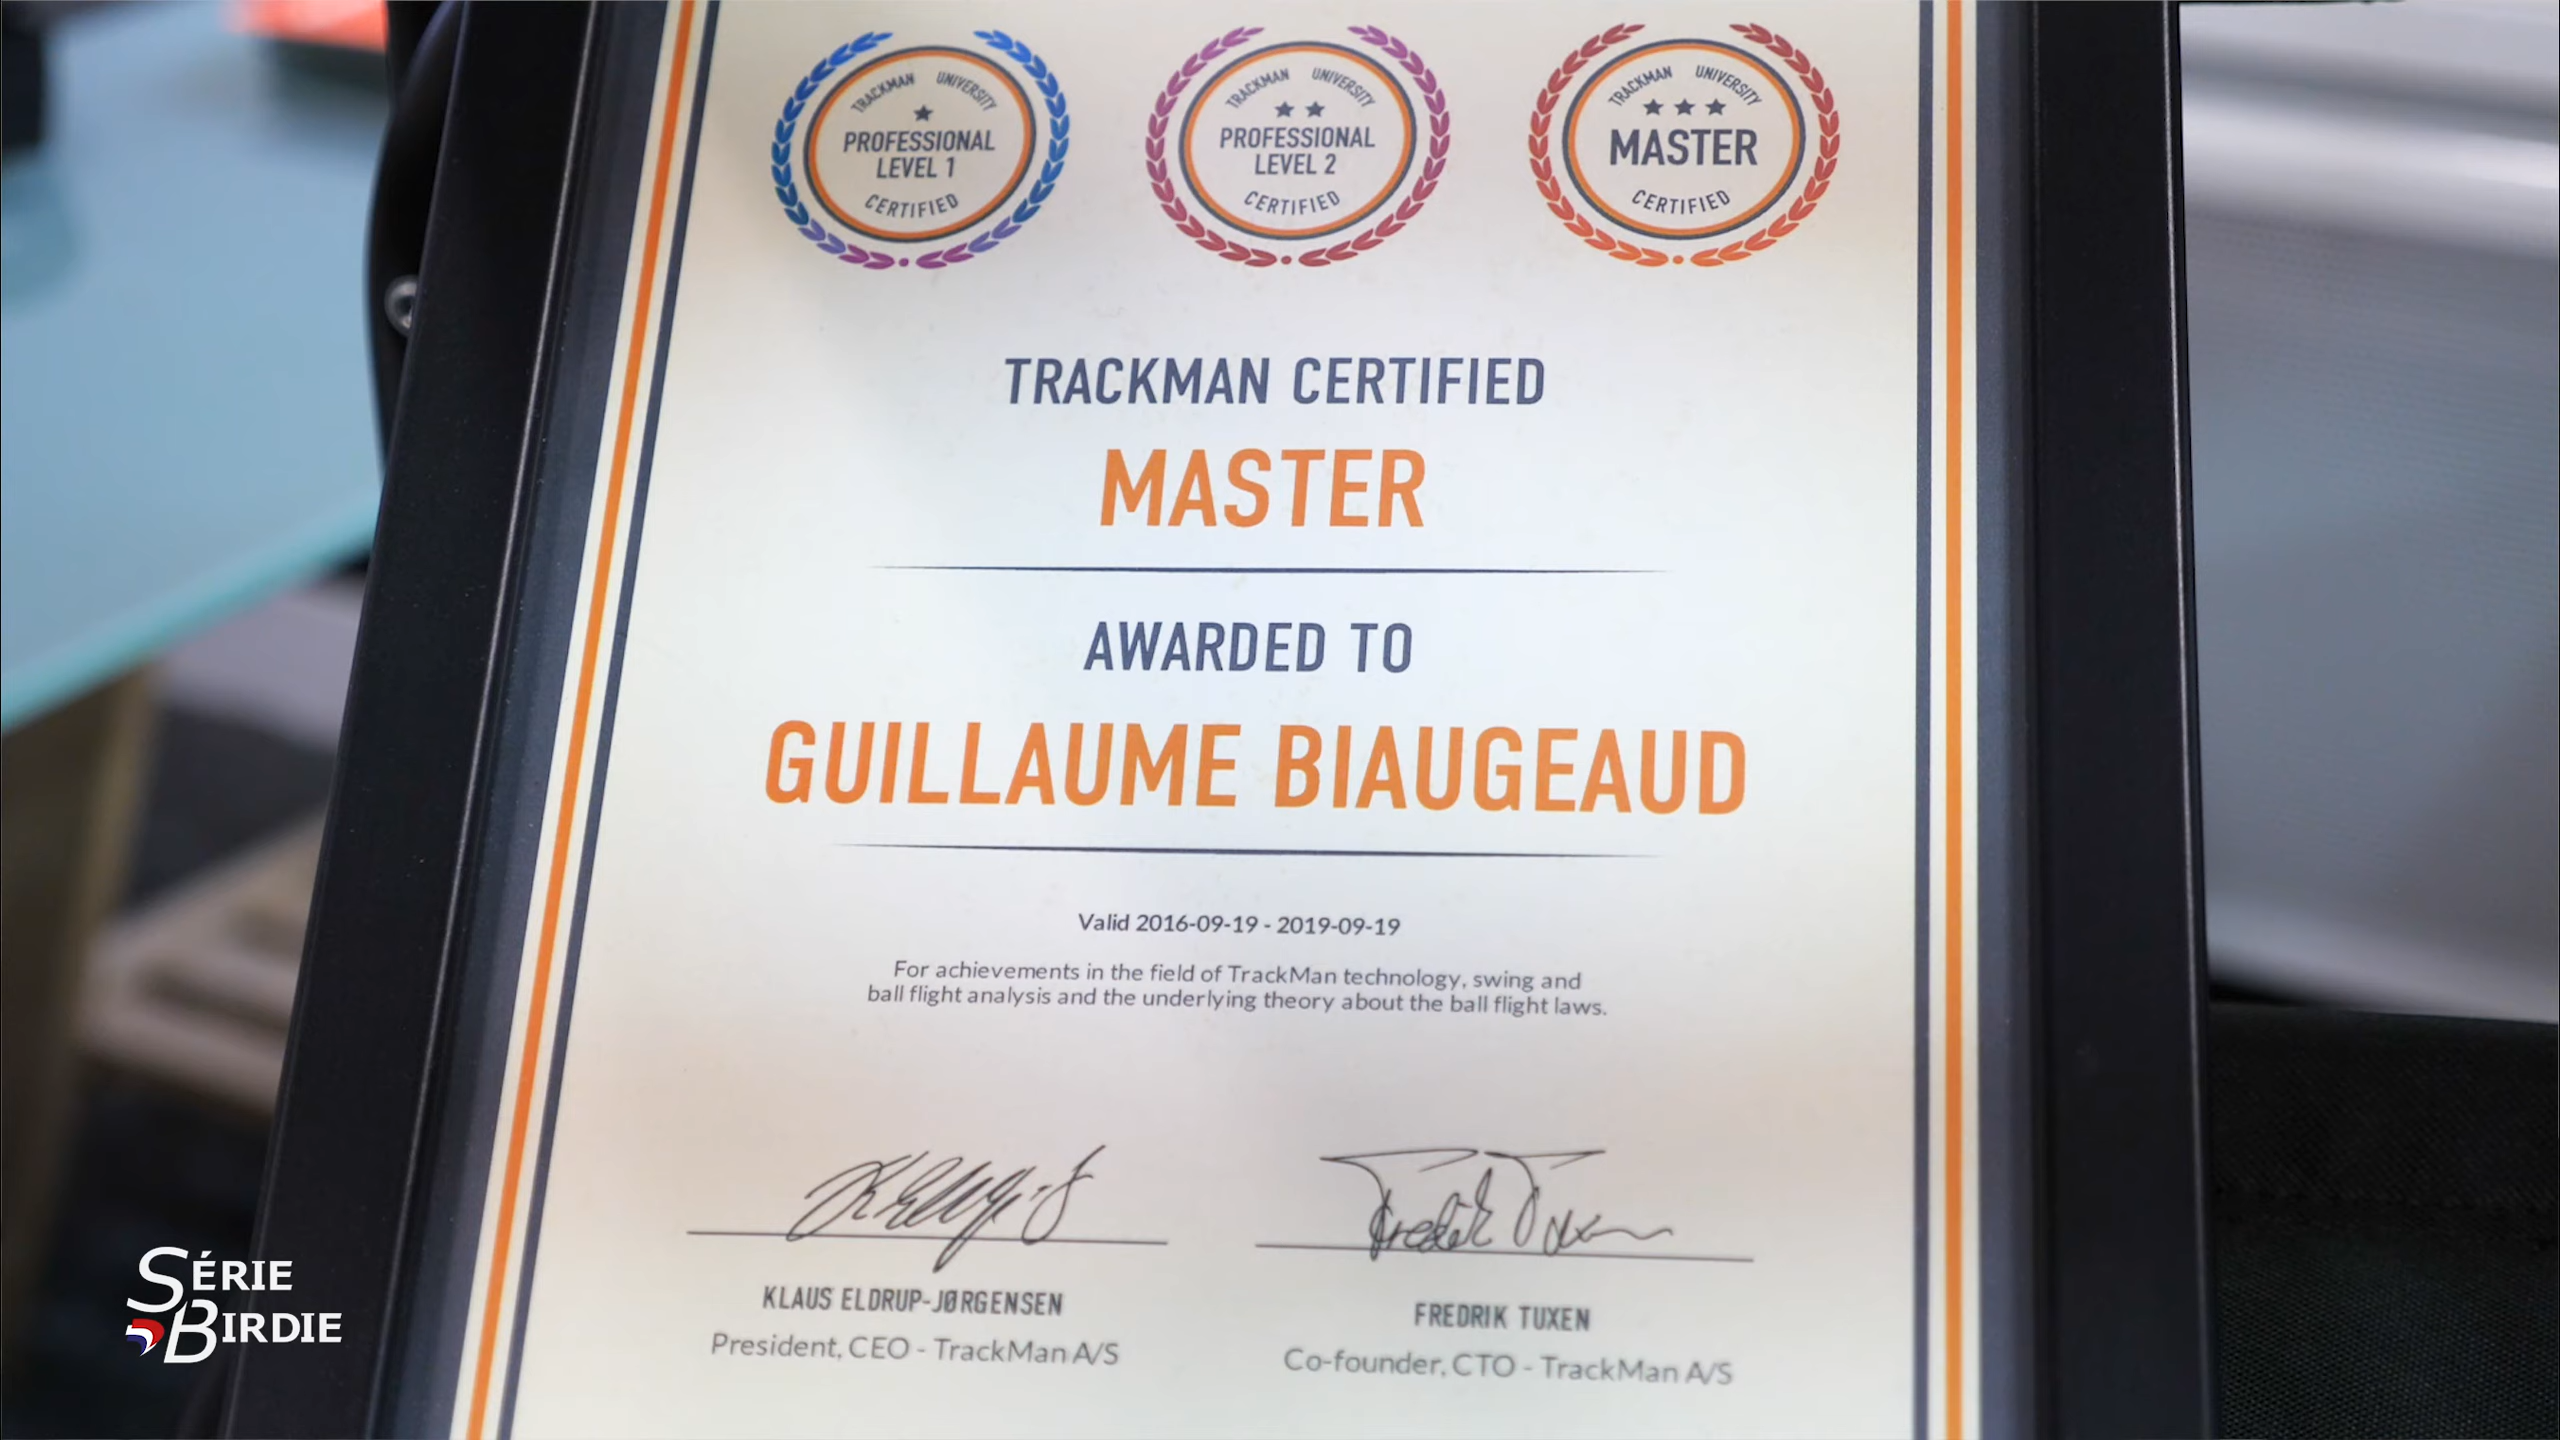 TRACKMAN UNIVERSITY
PROFESSIONAL
LEVEL 1
CERTIFIED
TRACKMAN UNIVERSITY
PROFESSIONAL
LEVEL 2
CERTIFIED
TRACKMAN UNIVERSITY
MASTER
CERTIFIED
TRACKMAN CERTIFIED
MASTER
AWARDED TO
GUILLAUME BIAUGEAUD
Valid 2016-09-19 - 2019-09-19
For achievements in the field of TrackMan technology, swing and
ball flight analysis and the underlying theory about the ball flight laws.
Fredrik Tuxen
KLAUS ELDRUP-JØRGENSEN
President, CEO - TrackMan A/S
FREDRIK TUXEN
Co-founder, CTO - TrackMan A/S
SÉRIE
BIRDIE